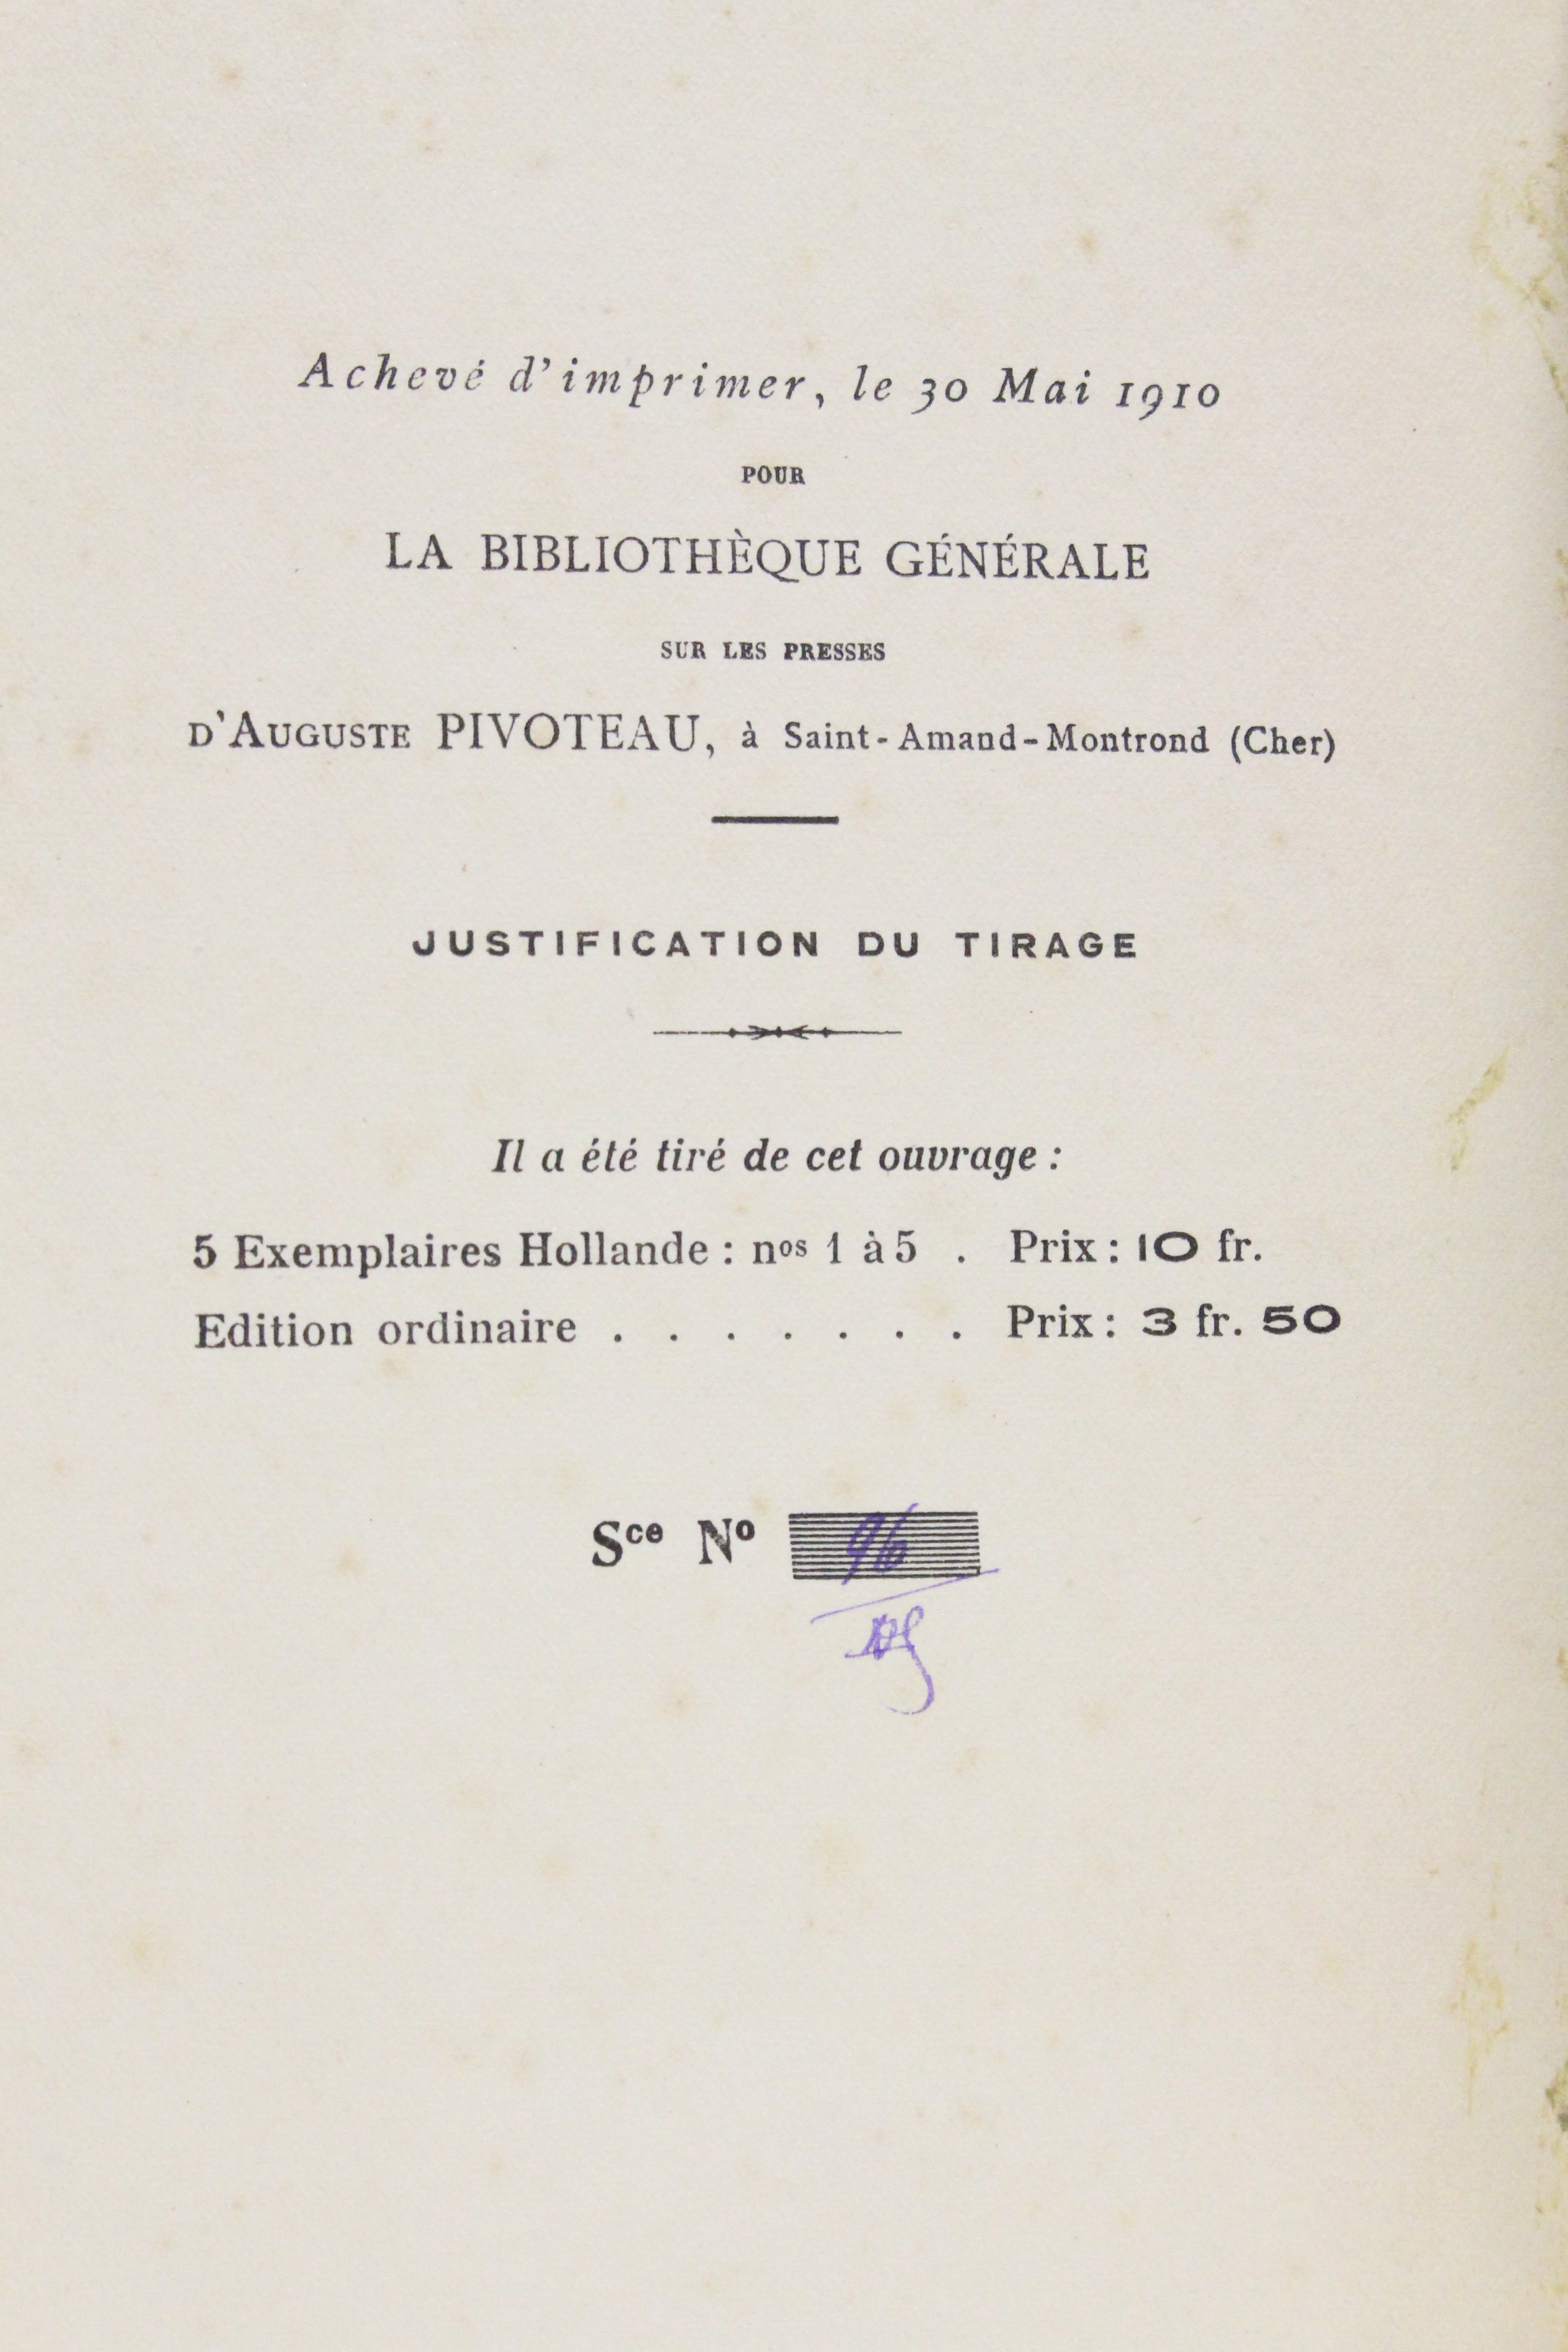 Achevé d'imprimer, le 30 Mai 1910
POUR
LA BIBLIOTHÈQUE GÉNÉRALE
SUR LES PRESSES
D'AUGUSTE PIVOTEAU, à Saint-Amand-Montrond (Cher)
JUSTIFICATION DU TIRAGE
Il a été tiré de cet ouvrage :
5 Exemplaires Hollande : nos 1 à 5 . Prix : 10 fr.
Edition ordinaire . . . . . . . Prix : 3 fr. 50
Sce No 96